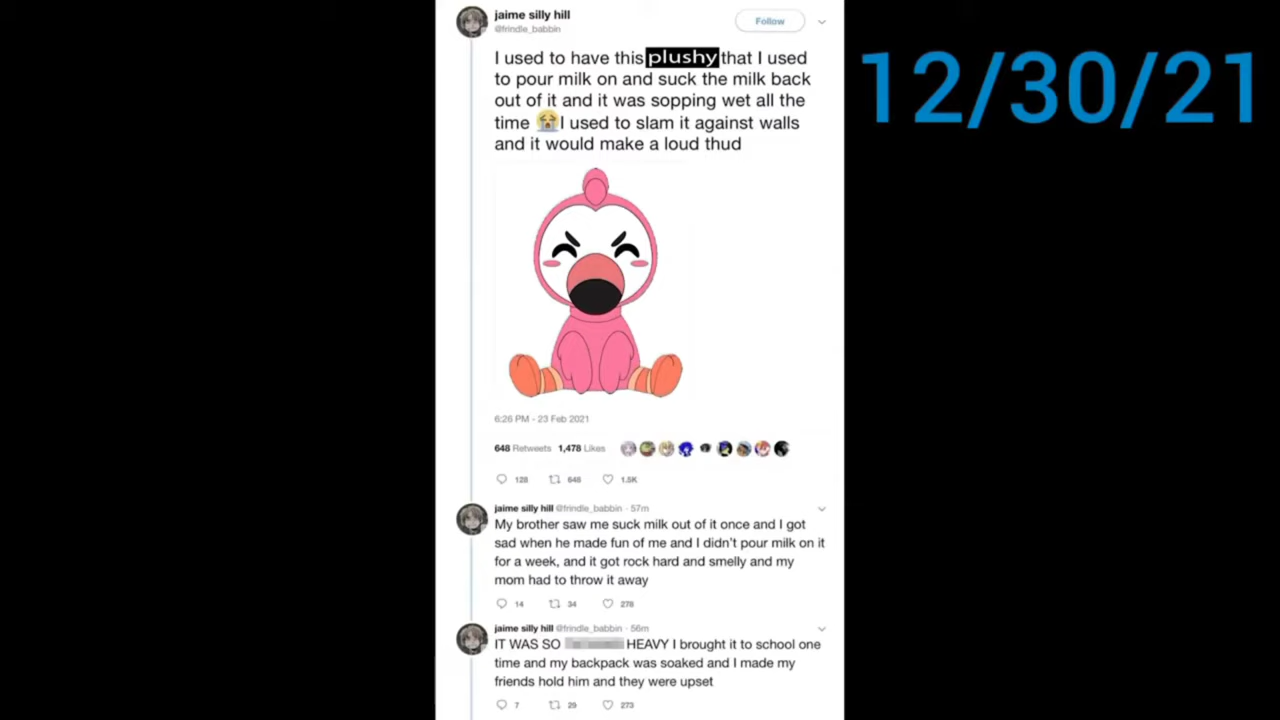 jaime silly hill
@frindle_babbin
Follow
I used to have this plushy that I used
to pour milk on and suck the milk back
out of it and it was sopping wet all the
time 😭I used to slam it against walls
and it would make a loud thud
12/30/21
6:26 PM - 23 Feb 2021
648 Retweets 1,478 Likes
128 648 1.5K
jaime silly hill @frindle_babbin · 57m
My brother saw me suck milk out of it once and I got
sad when he made fun of me and I didn't pour milk on it
for a week, and it got rock hard and smelly and my
mom had to throw it away
14 34 278
jaime silly hill @frindle_babbin · 56m
IT WAS SO HEAVY I brought it to school one
time and my backpack was soaked and I made my
friends hold him and they were upset
7 29 273